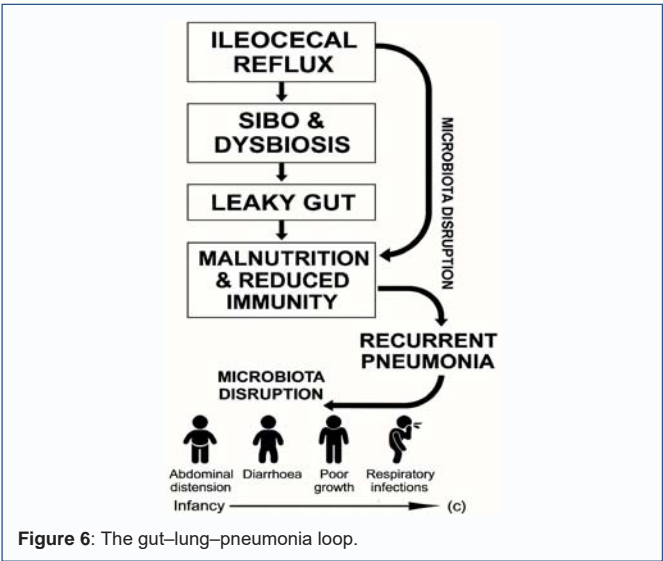 ILEOCECAL
REFLUX
SIBO &
DYSBIOSIS
LEAKY GUT
MALNUTRITION
& REDUCED
IMMUNITY
MICROBIOTA DISRUPTION
RECURRENT
PNEUMONIA
MICROBIOTA
DISRUPTION
Abdominal
distension
Diarrhoea
Poor
growth
Respiratory
infections
Infancy
(c)
Figure 6: The gut–lung–pneumonia loop.